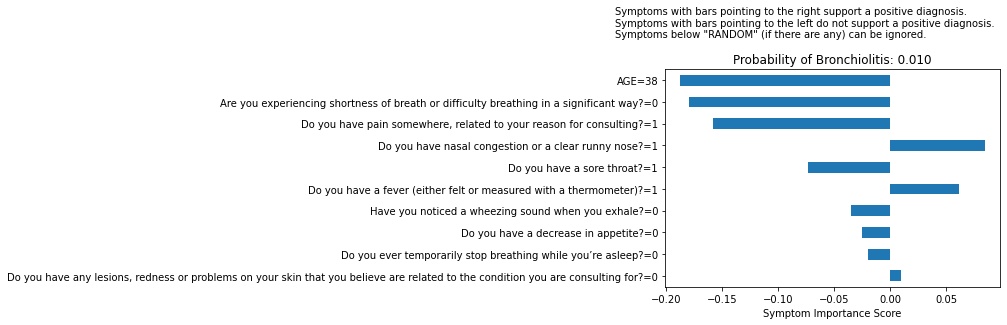 Symptoms with bars pointing to the right support a positive diagnosis.
Symptoms with bars pointing to the left do not support a positive diagnosis.
Symptoms below "RANDOM" (if there are any) can be ignored.
Probability of Bronchiolitis: 0.010
AGE=38
Are you experiencing shortness of breath or difficulty breathing in a significant way?=0
Do you have pain somewhere, related to your reason for consulting?=1
Do you have nasal congestion or a clear runny nose?=1
Do you have a sore throat?=1
Do you have a fever (either felt or measured with a thermometer)?=1
Have you noticed a wheezing sound when you exhale?=0
Do you have a decrease in appetite?=0
Do you ever temporarily stop breathing while you’re asleep?=0
Do you have any lesions, redness or problems on your skin that you believe are related to the condition you are consulting for?=0
−0.20 −0.15 −0.10 −0.05 0.00 0.05
Symptom Importance Score